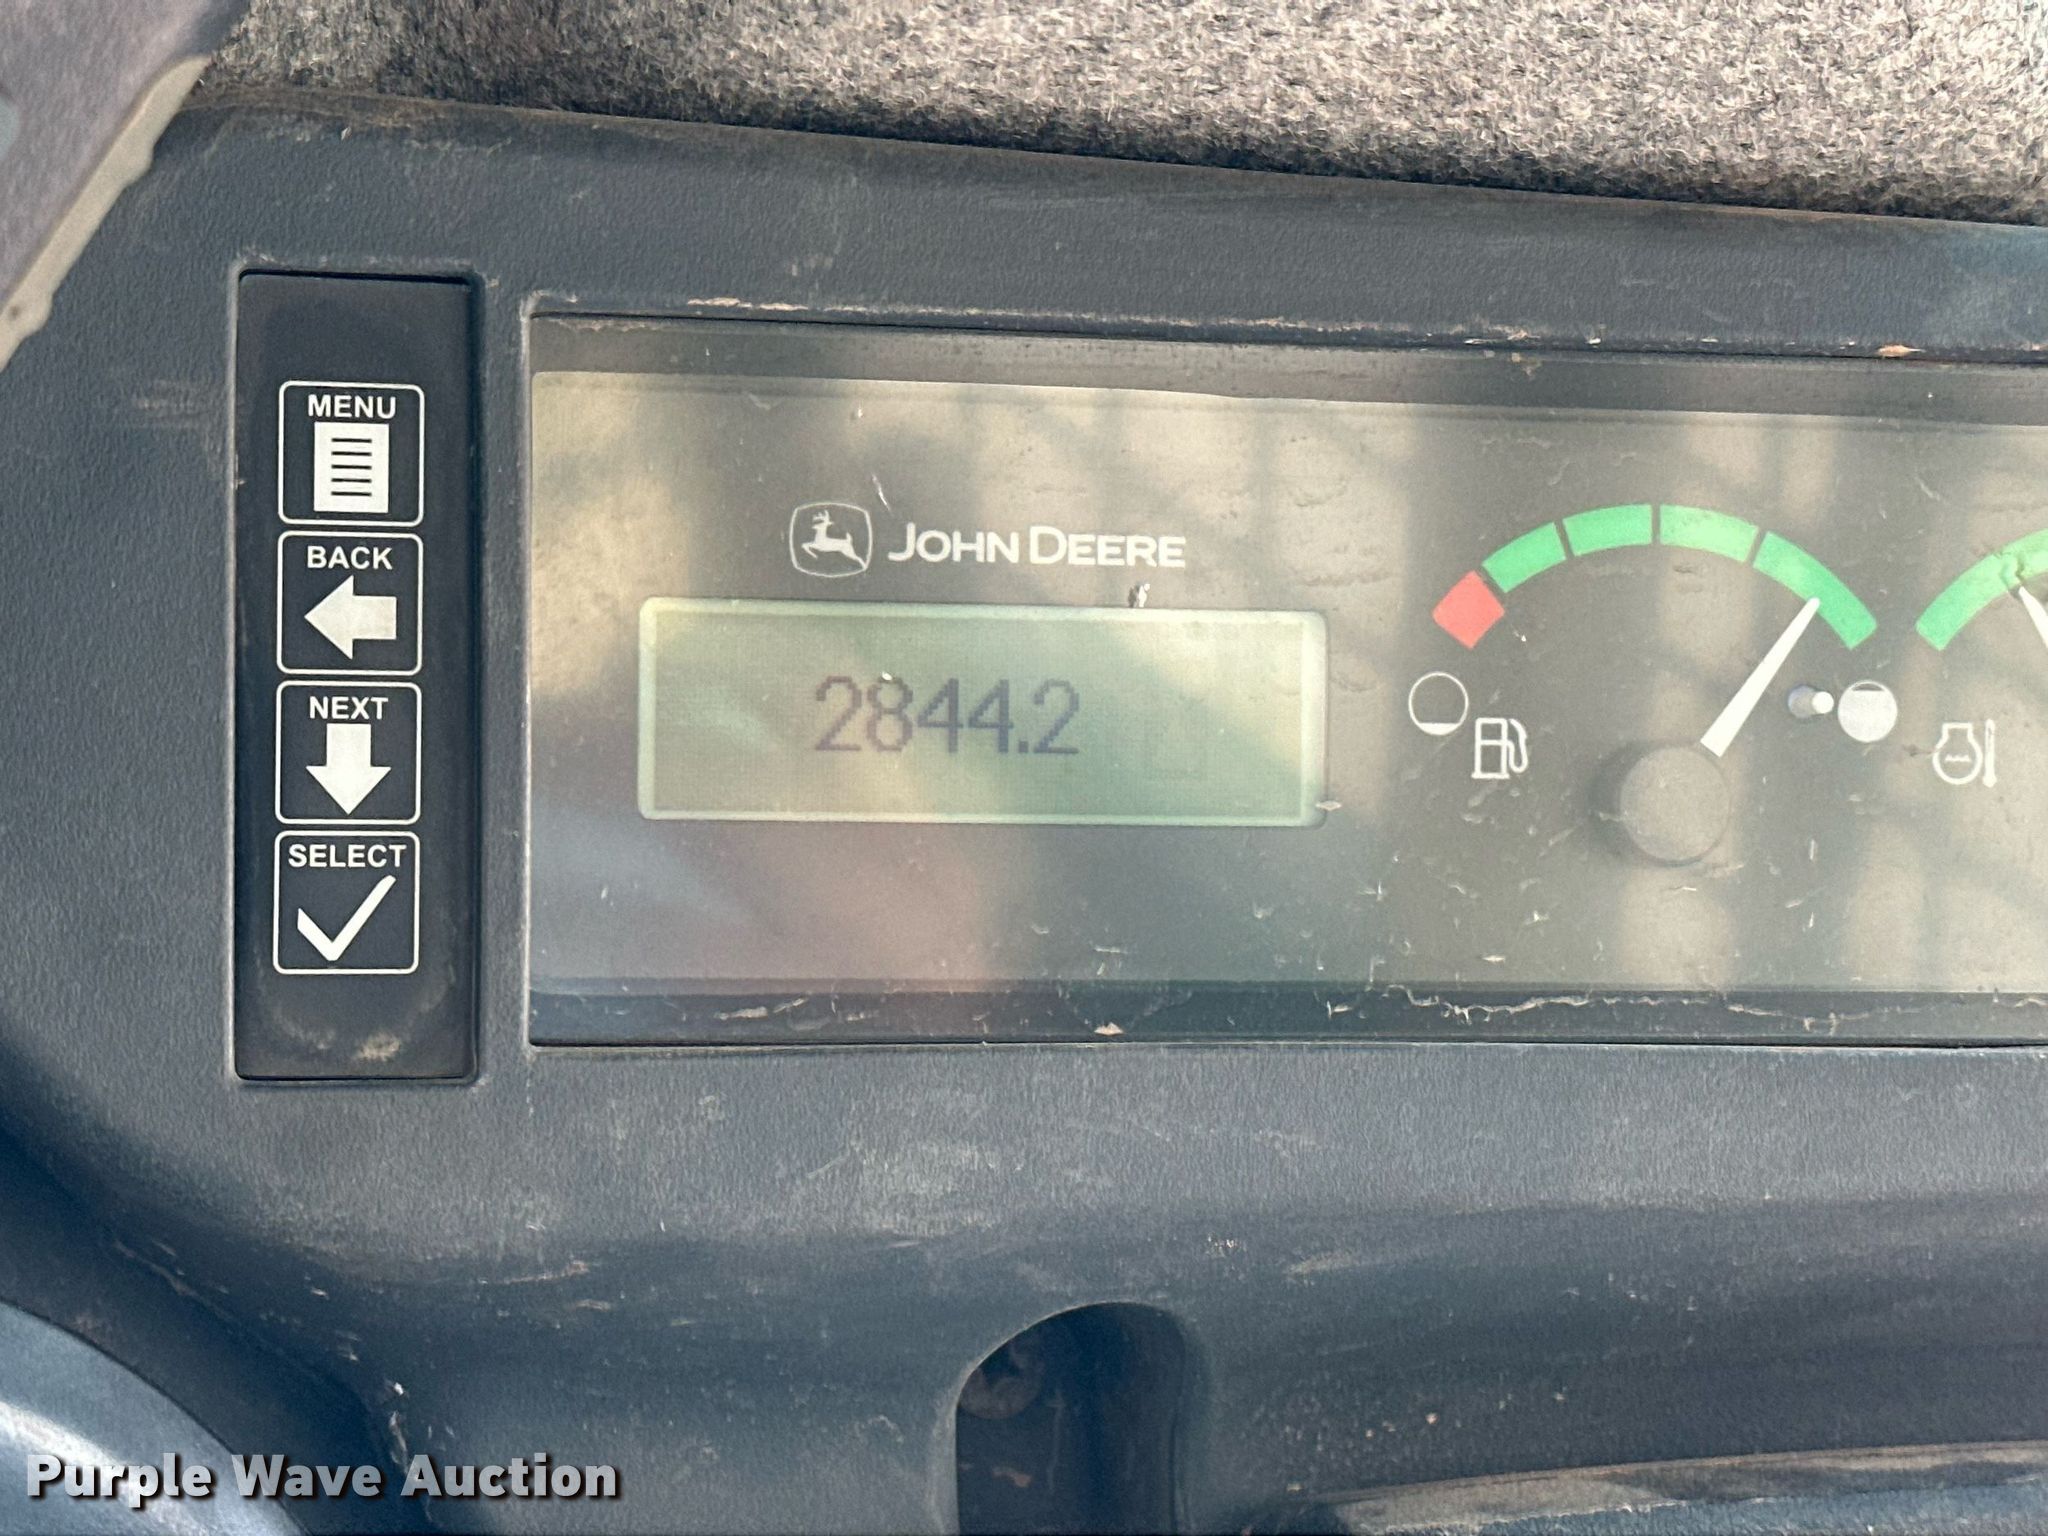 MENU
BACK
NEXT
SELECT
JOHN DEERE
2844.2
Purple Wave Auction